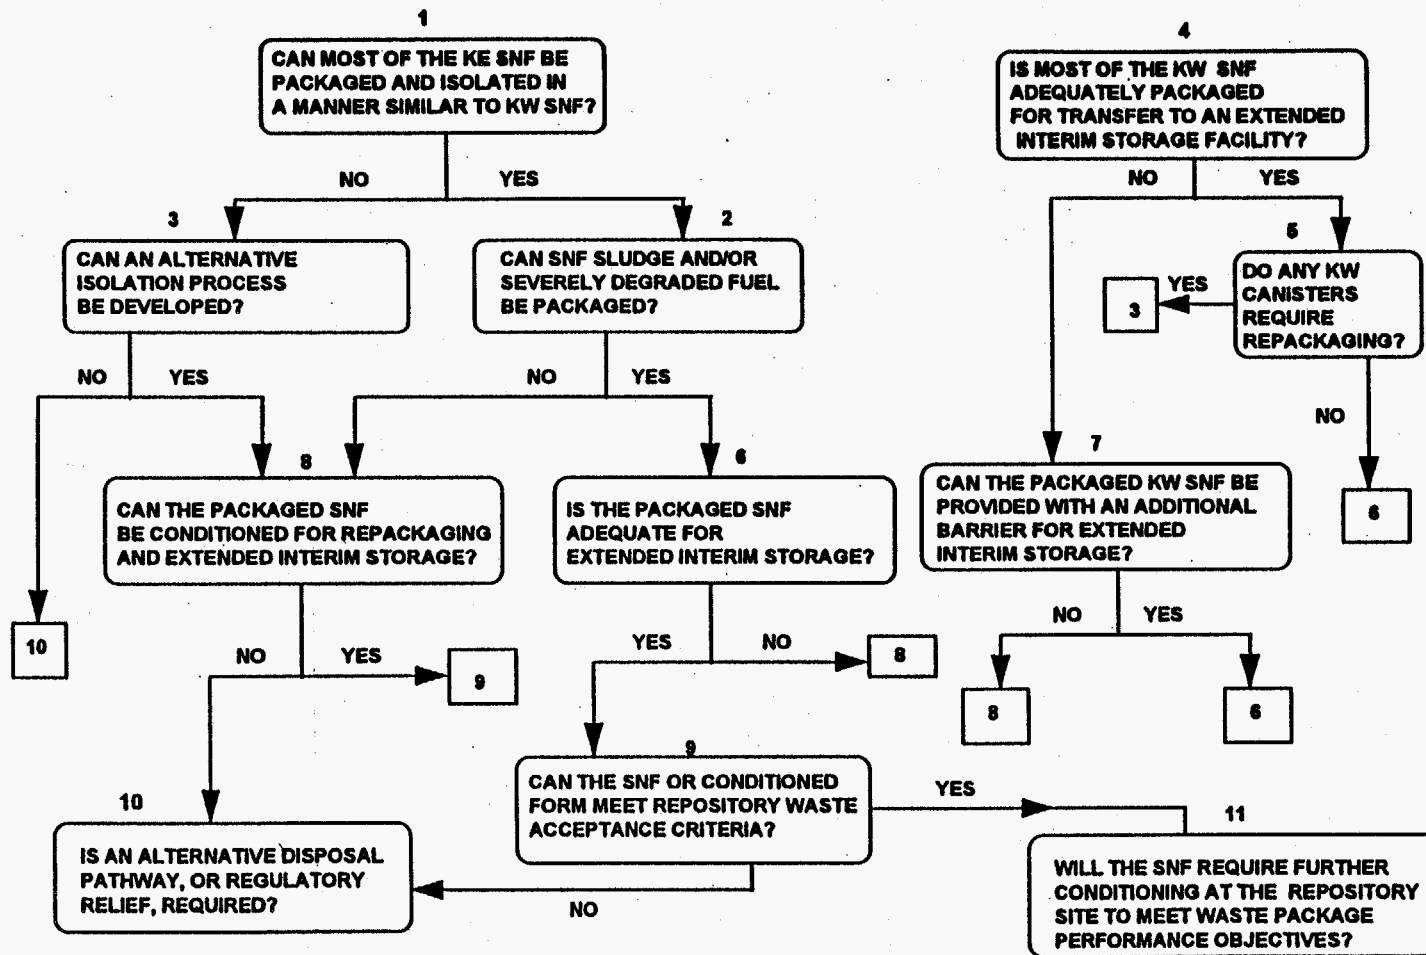 1
CAN MOST OF THE KE SNF BE
PACKAGED AND ISOLATED IN
A MANNER SIMILAR TO KW SNF?
NO
YES
4
IS MOST OF THE KW SNF
ADEQUATELY PACKAGED
FOR TRANSFER TO AN EXTENDED
INTERIM STORAGE FACILITY?
NO
YES
3
CAN AN ALTERNATIVE
ISOLATION PROCESS
BE DEVELOPED?
NO
YES
2
CAN SNF SLUDGE AND/OR
SEVERELY DEGRADED FUEL
BE PACKAGED?
NO
YES
5
DO ANY KW
CANISTERS
REQUIRE
REPACKAGING?
YES
3
NO
6
8
CAN THE PACKAGED SNF
BE CONDITIONED FOR REPACKAGING
AND EXTENDED INTERIM STORAGE?
NO
YES
10
9
6
IS THE PACKAGED SNF
ADEQUATE FOR
EXTENDED INTERIM STORAGE?
YES
NO
8
7
CAN THE PACKAGED KW SNF BE
PROVIDED WITH AN ADDITIONAL
BARRIER FOR EXTENDED
INTERIM STORAGE?
NO
YES
8
6
9
CAN THE SNF OR CONDITIONED
FORM MEET REPOSITORY WASTE
ACCEPTANCE CRITERIA?
YES
NO
10
IS AN ALTERNATIVE DISPOSAL
PATHWAY, OR REGULATORY
RELIEF, REQUIRED?
11
WILL THE SNF REQUIRE FURTHER
CONDITIONING AT THE REPOSITORY
SITE TO MEET WASTE PACKAGE
PERFORMANCE OBJECTIVES?